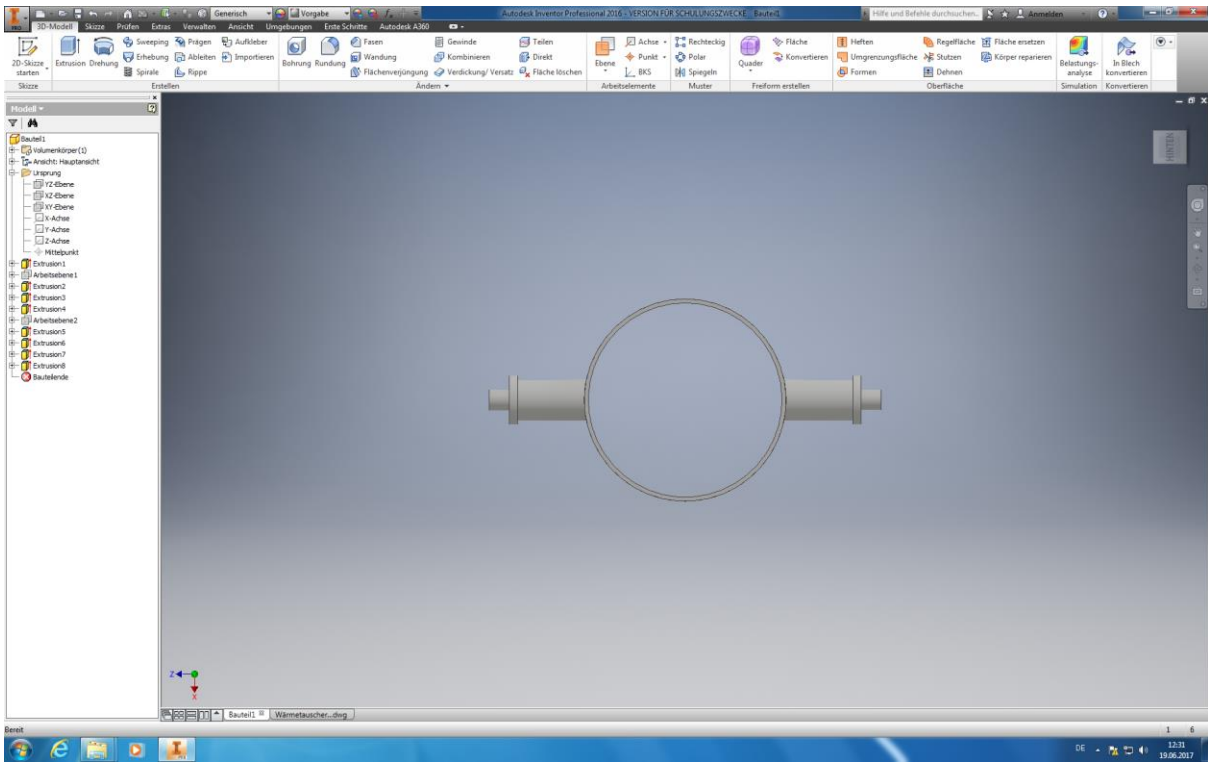 Generisch Vorgabe Autodesk Inventor Professional 2016 - VERSION FÜR SCHULUNGSZWECKE Bauteil1 Hilfe und Befehle durchsuchen... Anmelden
PRO 3D-Modell Skizze Prüfen Extras Verwalten Ansicht Umgebungen Erste Schritte Autodesk A360
Sweeping Prägen Aufkleber Fasen Gewinde Teilen Achse Rechteckig Fläche Heften Regelfläche Fläche ersetzen
2D-Skizze starten Extrusion Drehung Erhebung Ableiten Importieren Bohrung Rundung Wandung Kombinieren Direkt Ebene Punkt Polar Quader Konvertieren Umgrenzungsfläche Stutzen Körper reparieren Belastungs-analyse In Blech konvertieren
Spirale Rippe Flächenverjüngung Verdickung/ Versatz Fläche löschen BKS Spiegeln Formen Dehnen
Skizze Erstellen Ändern Arbeitselemente Muster Freiform erstellen Oberfläche Simulation Konvertieren
Modell
Bauteil1
Volumenkörper(1)
Ansicht: Hauptansicht
Ursprung
YZ-Ebene
XZ-Ebene
XY-Ebene
X-Achse
Y-Achse
Z-Achse
Mittelpunkt
Extrusion1
Arbeitsebene1
Extrusion2
Extrusion3
Extrusion4
Arbeitsebene2
Extrusion5
Extrusion6
Extrusion7
Extrusion8
Bauteilende
HINTEN
Z
X
Bauteil1 Wärmetauscher...dwg
Bereit 1 6
DE 12:31
19.06.2017